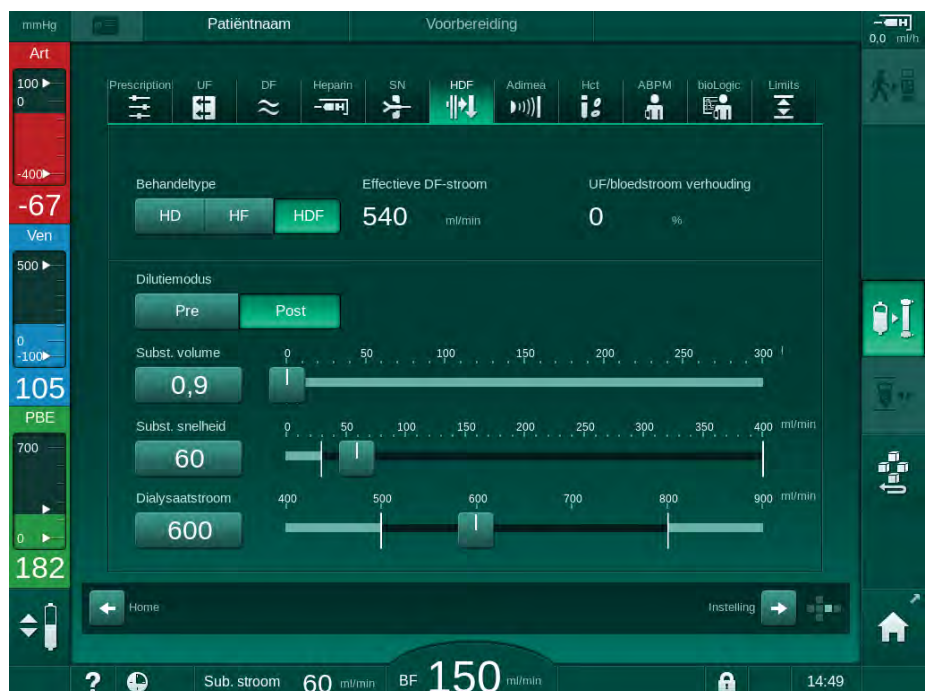 mmHg Patiëntnaam Voorbereiding
0,0 ml/h
Art
100
0
-400
-67
Ven
500
0
-100
105
PBE
700
0
182
Prescription UF DF Heparin SN HDF Adimea Hct ABPM bioLogic Limits
Behandeltype Effectieve DF-stroom UF/bloedstroom verhouding
HD HF HDF 540 ml/min 0 %
Dilutiemodus
Pre Post
Subst. volume 0 50 100 150 200 250 300 l
0,9
Subst. snelheid 0 50 100 150 200 250 300 350 400 ml/min
60
Dialysaatstroom 400 500 600 700 800 900 ml/min
600
Home Instelling
? Sub. stroom 60 ml/min BF 150 ml/min 14:49